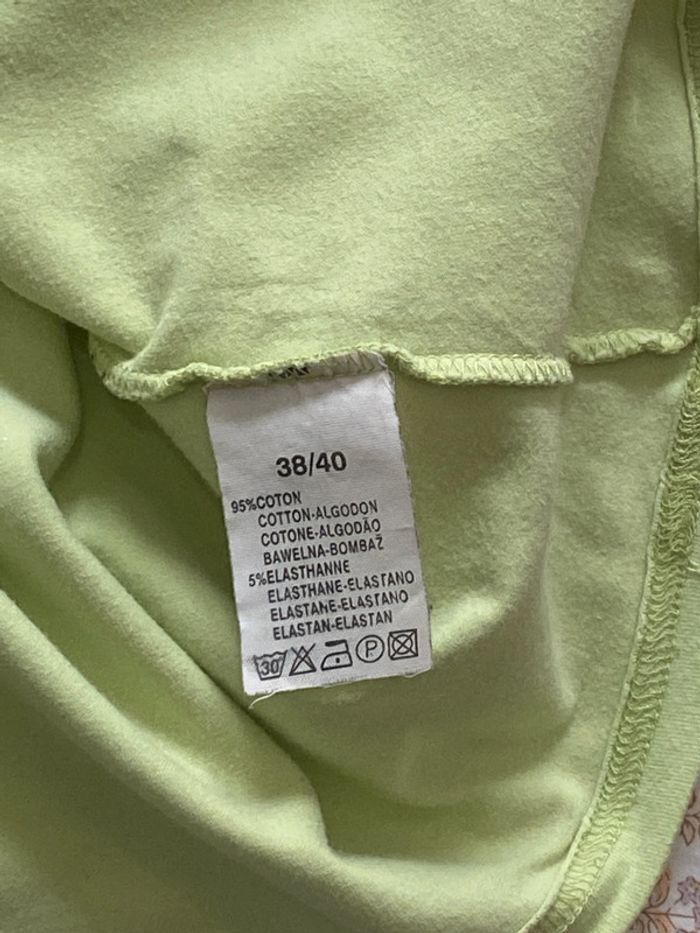 38/40
95%COTON
COTTON-ALGODON
COTONE-ALGODÃO
BAWELNA-BOMBAŽ
5%ELASTHANNE
ELASTHANE-ELASTANO
ELASTANE-ELASTANO
ELASTAN-ELASTAN
30 P